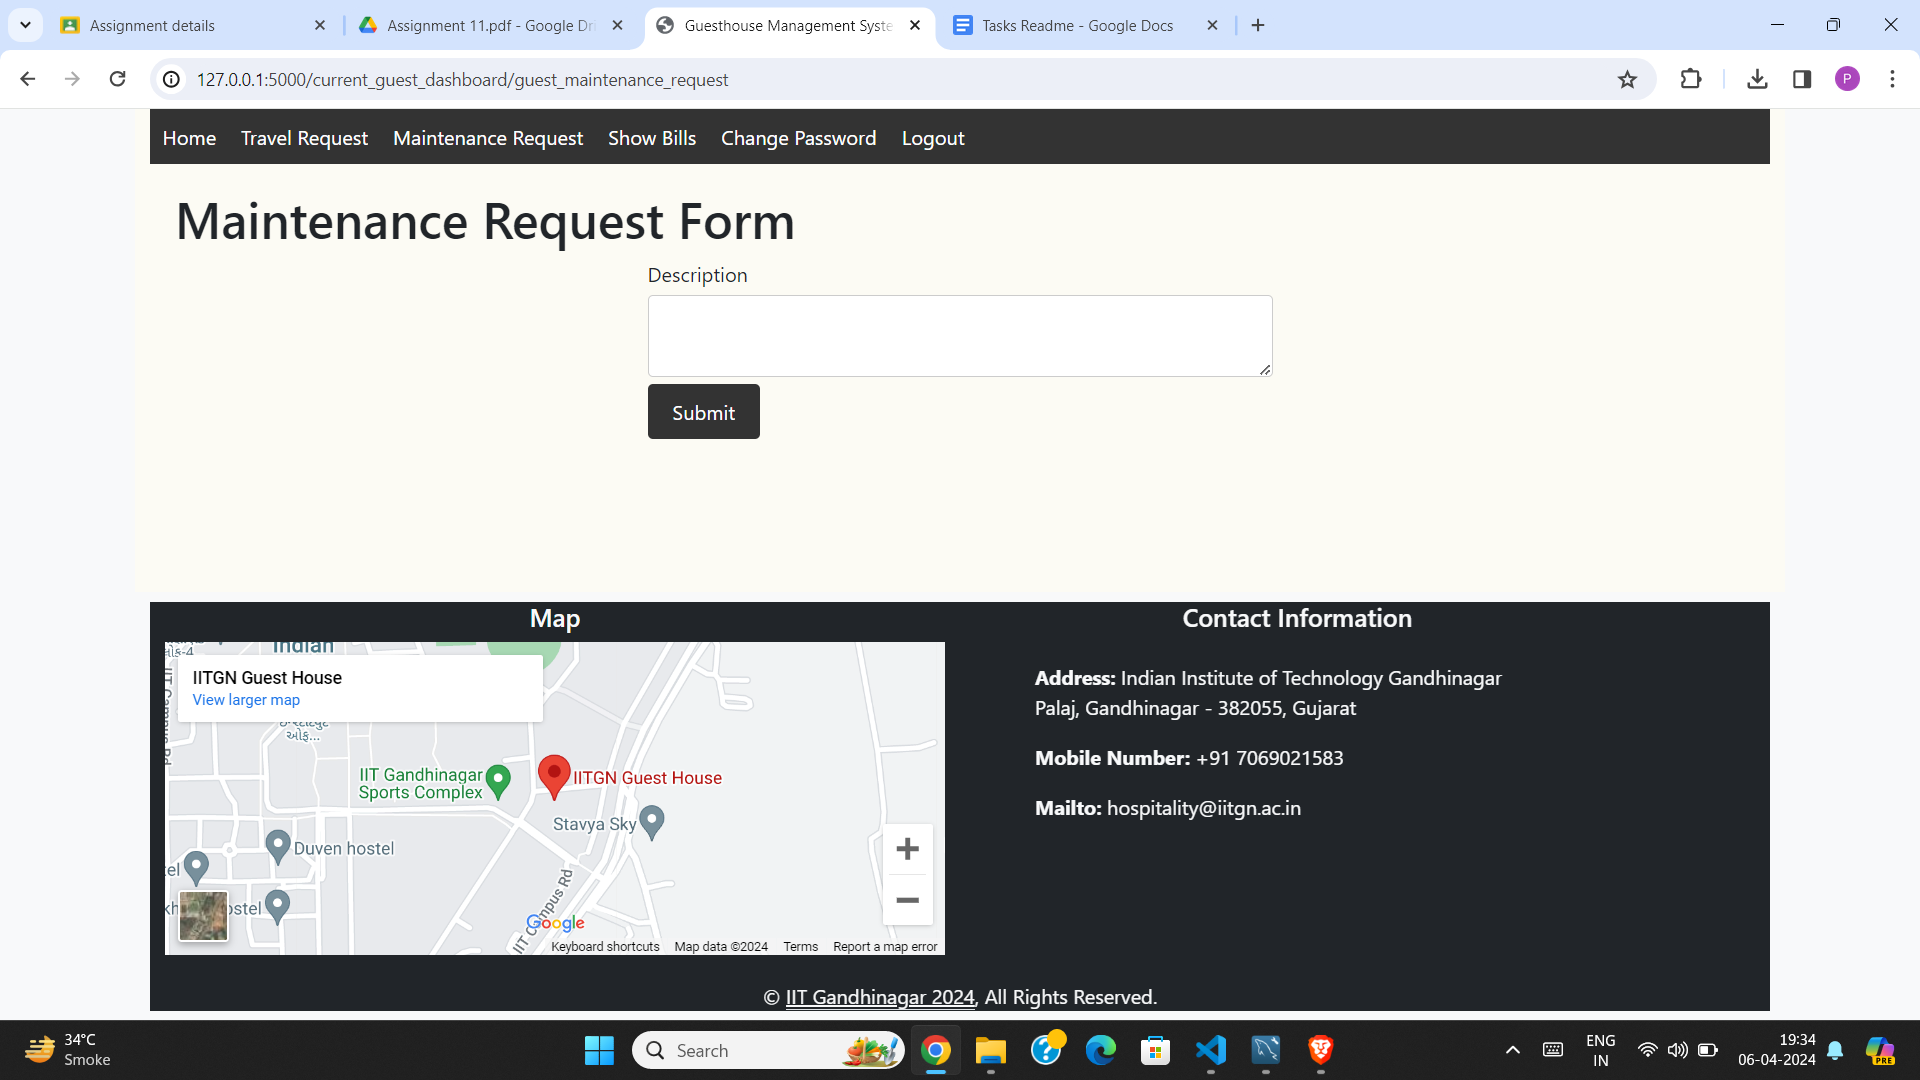 Assignment details
Assignment 11.pdf - Google Dri
Guesthouse Management Syste
Tasks Readme - Google Docs
127.0.0.1:5000/current_guest_dashboard/guest_maintenance_request
P
Home Travel Request Maintenance Request Show Bills Change Password Logout
Maintenance Request Form
Description
Submit
Map
Indian
IITGN Guest House
View larger map
IIT Gandhinagar
Sports Complex
IITGN Guest House
Stavya Sky
Duven hostel
IIT Campus Rd
Google
Keyboard shortcuts Map data ©2024 Terms Report a map error
Contact Information
Address: Indian Institute of Technology Gandhinagar
Palaj, Gandhinagar - 382055, Gujarat
Mobile Number: +91 7069021583
Mailto: hospitality@iitgn.ac.in
© IIT Gandhinagar 2024, All Rights Reserved.
34°C
Smoke
Search
ENG
IN
19:34
06-04-2024
PRE